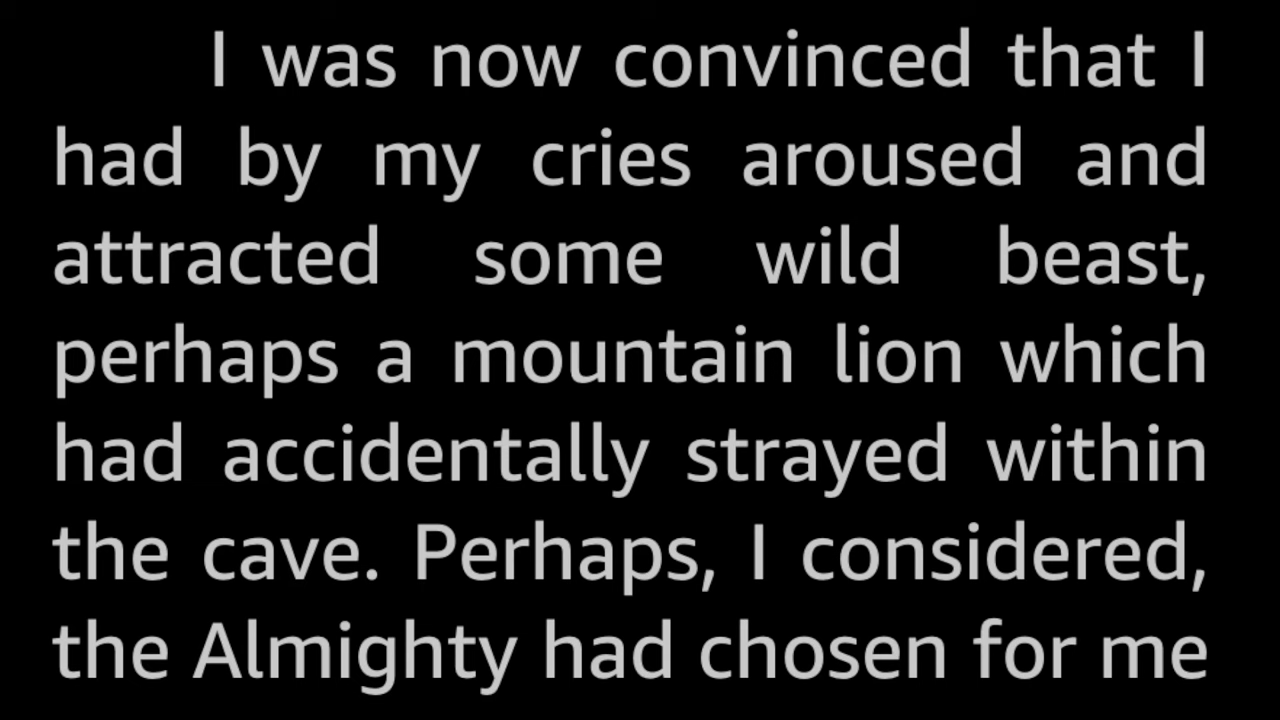 I was now convinced that I
had by my cries aroused and
attracted some wild beast,
perhaps a mountain lion which
had accidentally strayed within
the cave. Perhaps, I considered,
the Almighty had chosen for me